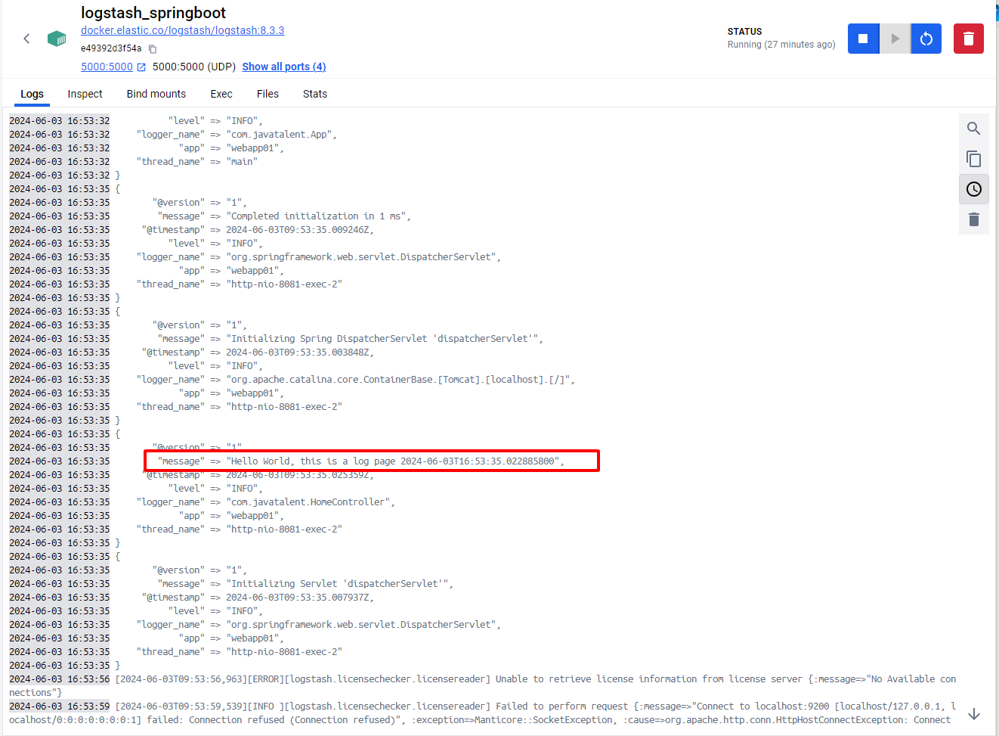 logstash_springboot
docker.elastic.co/logstash/logstash:8.3.3
e49392d3f54a
5000:5000 5000:5000 (UDP) Show all ports (4)
STATUS
Running (27 minutes ago)
Logs Inspect Bind mounts Exec Files Stats
2024-06-03 16:53:32 "level" => "INFO",
2024-06-03 16:53:32 "logger_name" => "com.javatalent.App",
2024-06-03 16:53:32 "app" => "webapp01",
2024-06-03 16:53:32 "thread_name" => "main"
2024-06-03 16:53:32 }
2024-06-03 16:53:35 {
2024-06-03 16:53:35 "@version" => "1",
2024-06-03 16:53:35 "message" => "Completed initialization in 1 ms",
2024-06-03 16:53:35 "@timestamp" => 2024-06-03T09:53:35.009246Z,
2024-06-03 16:53:35 "level" => "INFO",
2024-06-03 16:53:35 "logger_name" => "org.springframework.web.servlet.DispatcherServlet",
2024-06-03 16:53:35 "app" => "webapp01",
2024-06-03 16:53:35 "thread_name" => "http-nio-8081-exec-2"
2024-06-03 16:53:35 }
2024-06-03 16:53:35 {
2024-06-03 16:53:35 "@version" => "1",
2024-06-03 16:53:35 "message" => "Initializing Spring DispatcherServlet 'dispatcherServlet'",
2024-06-03 16:53:35 "@timestamp" => 2024-06-03T09:53:35.003848Z,
2024-06-03 16:53:35 "level" => "INFO",
2024-06-03 16:53:35 "logger_name" => "org.apache.catalina.core.ContainerBase.[Tomcat].[localhost].[/]",
2024-06-03 16:53:35 "app" => "webapp01",
2024-06-03 16:53:35 "thread_name" => "http-nio-8081-exec-2"
2024-06-03 16:53:35 }
2024-06-03 16:53:35 {
2024-06-03 16:53:35 "@version" => "1"
2024-06-03 16:53:35 "message" => "Hello World, this is a log page 2024-06-03T16:53:35.022885800",
2024-06-03 16:53:35 "@timestamp" => 2024-06-03T09:53:35.025359Z,
2024-06-03 16:53:35 "level" => "INFO",
2024-06-03 16:53:35 "logger_name" => "com.javatalent.HomeController",
2024-06-03 16:53:35 "app" => "webapp01",
2024-06-03 16:53:35 "thread_name" => "http-nio-8081-exec-2"
2024-06-03 16:53:35 }
2024-06-03 16:53:35 {
2024-06-03 16:53:35 "@version" => "1",
2024-06-03 16:53:35 "message" => "Initializing Servlet 'dispatcherServlet'",
2024-06-03 16:53:35 "@timestamp" => 2024-06-03T09:53:35.007937Z,
2024-06-03 16:53:35 "level" => "INFO",
2024-06-03 16:53:35 "logger_name" => "org.springframework.web.servlet.DispatcherServlet",
2024-06-03 16:53:35 "app" => "webapp01",
2024-06-03 16:53:35 "thread_name" => "http-nio-8081-exec-2"
2024-06-03 16:53:35 }
2024-06-03 16:53:56 [2024-06-03T09:53:56,963][ERROR][logstash.licensechecker.licensereader] Unable to retrieve license information from license server {:message=>"No Available con
nections"}
2024-06-03 16:53:59 [2024-06-03T09:53:59,539][INFO ][logstash.licensechecker.licensereader] Failed to perform request {:message=>"Connect to localhost:9200 [localhost/127.0.0.1, l
ocalhost/0:0:0:0:0:0:0:1] failed: Connection refused (Connection refused)", :exception=>Manticore::SocketException, :cause=>org.apache.http.conn.HttpHostConnectException: Connect